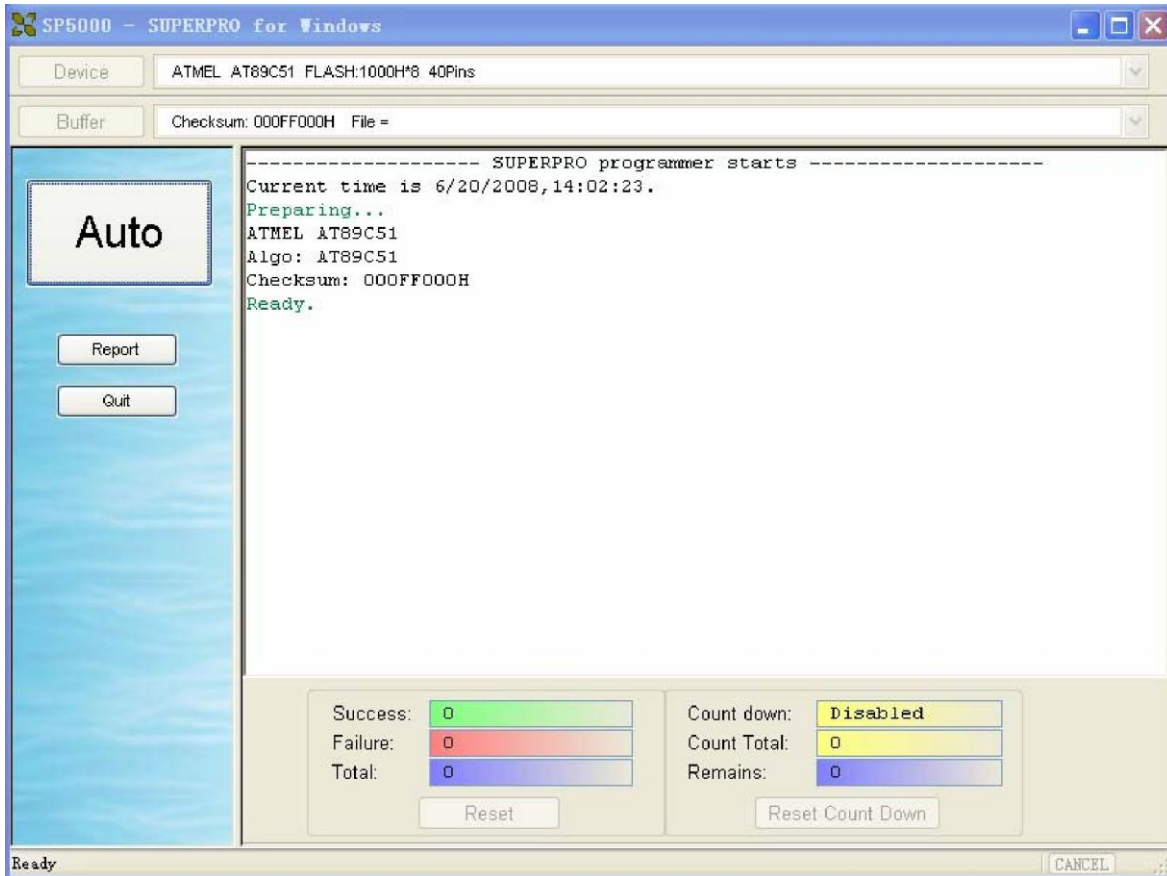 SP5000 - SUPERPRO for Windows
Device ATMEL AT89C51 FLASH:1000H*8 40Pins
Buffer Checksum: 000FF000H File =
-------------------- SUPERPRO programmer starts --------------------
Current time is 6/20/2008,14:02:23.
Preparing...
ATMEL AT89C51
Algo: AT89C51
Checksum: 000FF000H
Ready.
Auto
Report
Quit
Success: 0
Failure: 0
Total: 0
Reset
Count down: Disabled
Count Total: 0
Remains: 0
Reset Count Down
Ready
CANCEL